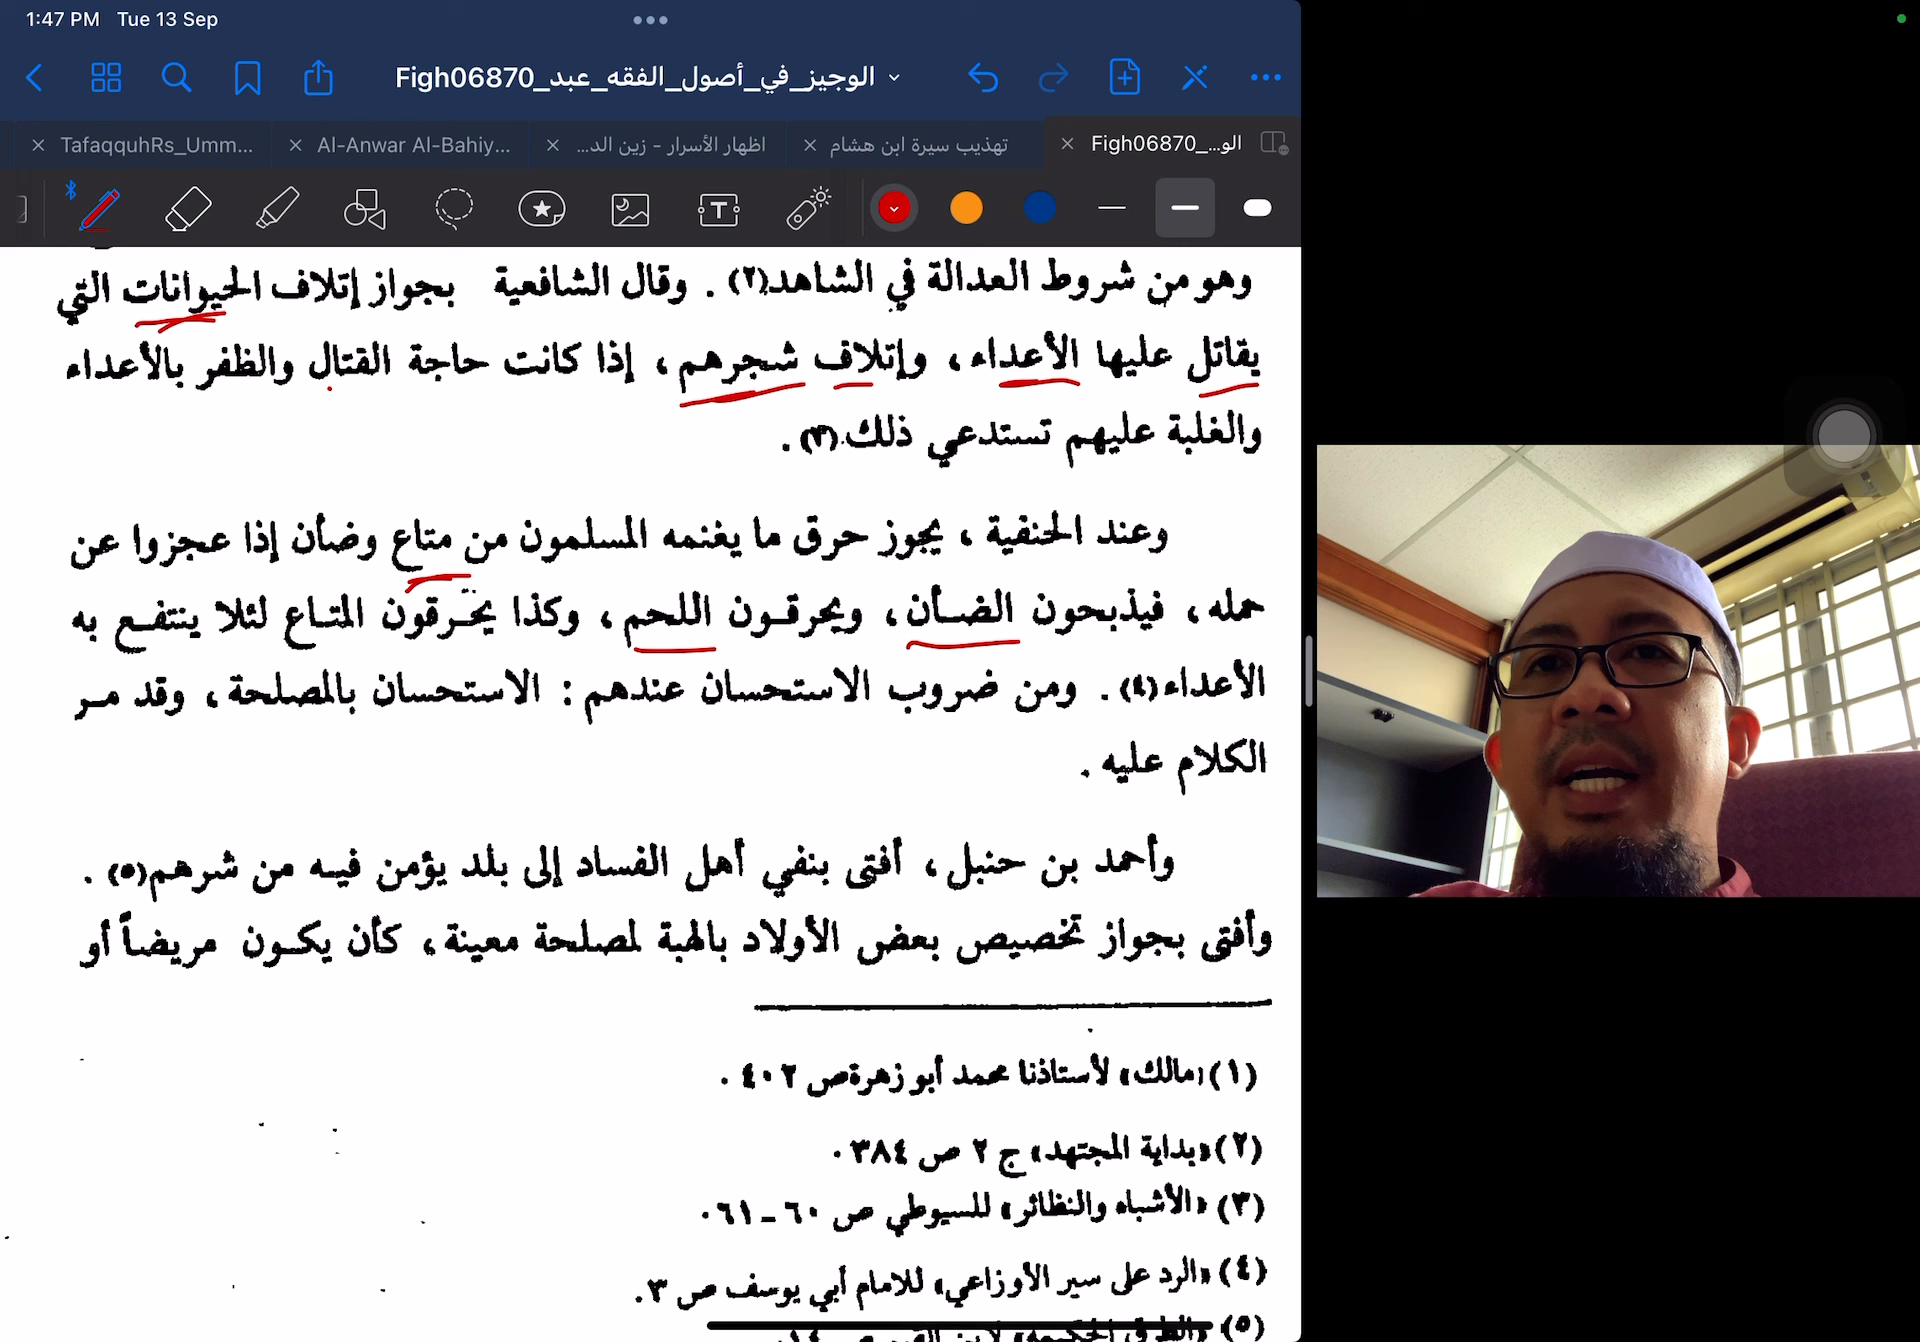 1:47 PM Tue 13 Sep
الوجيز_في_أصول_الفقه_عبد_Figh06870
TafaqquhRs_Umm...
Al-Anwar Al-Bahiy...
اظهار الأسرار - زين الد...
تهذيب سيرة ابن هشام
Figh06870_...الو
وهو من شروط العدالة في الشاهد(٢) . وقال الشافعية بجواز إتلاف الحيوانات التي
يقاتل عليها الأعداء ، وإتلاف شجرهم ، إذا كانت حاجة القتال والظفر بالأعداء
والغلبة عليهم تستدعي ذلك(٣) .
وعند الحنفية ، يجوز حرق ما يغنمه المسلمون من متاع وضأن إذا عجزوا عن
حمله ، فيذبحون الضأن ، ويحرقون اللحم ، وكذا يحرقون المتاع لئلا ينتفع به
الأعداء(٤) . ومن ضروب الاستحسان عندهم : الاستحسان بالمصلحة ، وقد مر
الكلام عليه .
وأحمد بن حنبل ، أفتى بنفي أهل الفساد إلى بلد يؤمن فيه من شرهم(٥) .
وأفتى بجواز تخصيص بعض الأولاد بالهبة لمصلحة معينة ، كأن يكون مريضاً أو
(١) «مالك» لأستاذنا محمد أبو زهرة ص ٤٠٢ .
(٢) «بداية المجتهد» ج ٢ ص ٣٨٤ .
(٣) «الأشباه والنظائر» للسيوطي ص ٦٠ - ٦١ .
(٤) «الرد على سير الأوزاعي» للامام أبي يوسف ص ٣ .
(٥) «الطرق الحكمية»